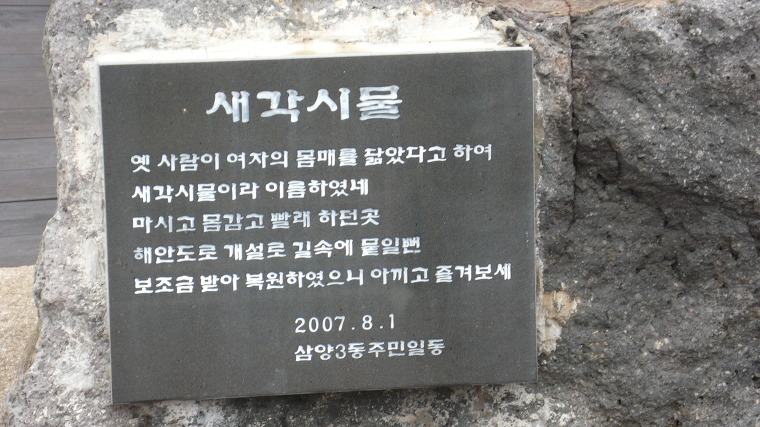 새각시물
옛 사람이 여자의 몸매를 닮았다고 하여
새각시물이라 이름하였네
마시고 몸감고 빨래 하던곳
해안도로 개설로 길속에 뭍일뻔
보조금 받아 복원하였으니 아끼고 즐겨보세
2007.8.1
삼양3동주민일동